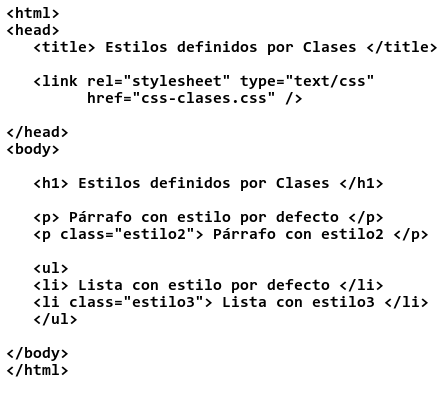 <html>
<head>
<title> Estilos definidos por Clases </title>
<link rel="stylesheet" type="text/css"
href="css-clases.css" />
</head>
<body>
<h1> Estilos definidos por Clases </h1>
<p> Párrafo con estilo por defecto </p>
<p class="estilo2"> Párrafo con estilo2 </p>
<ul>
<li> Lista con estilo por defecto </li>
<li class="estilo3"> Lista con estilo3 </li>
</ul>
</body>
</html>